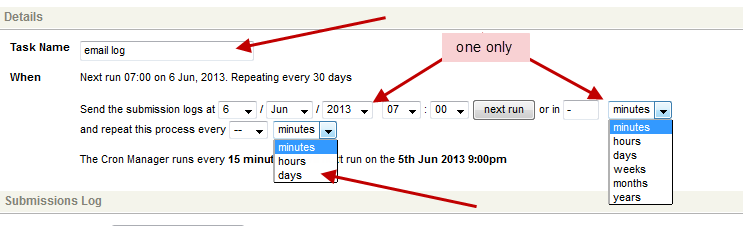 Details
one only
Task Name email log
When Next run 07:00 on 6 Jun, 2013. Repeating every 30 days
Send the submission logs at 6 / Jun / 2013 07 : 00 next run or in - minutes
and repeat this process every -- minutes
minutes
hours
days
minutes
hours
days
weeks
months
years
The Cron Manager runs every 15 minut run on the 5th Jun 2013 9:00pm
Submissions Log